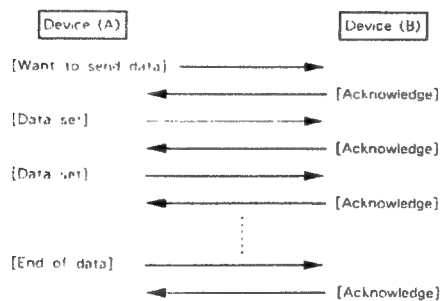 Device (A)
Device (B)
[Want to send data]
[Acknowledge]
[Data set]
[Acknowledge]
[Data set]
[Acknowledge]
[End of data]
[Acknowledge]